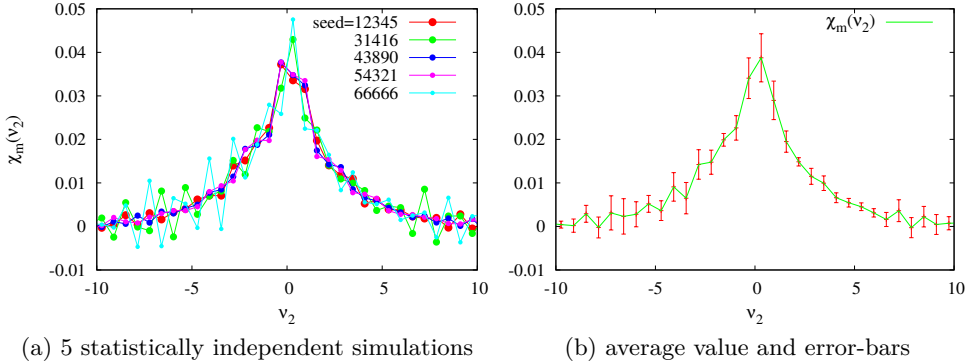 0.05
0.04
0.03
0.02
0.01
0
-0.01
χm(ν2)
-10 -5 0 5 10
ν2
seed=12345
31416
43890
54321
66666
(a) 5 statistically independent simulations
0.05
0.04
0.03
0.02
0.01
0
-0.01
-10 -5 0 5 10
ν2
χm(ν2)
(b) average value and error-bars